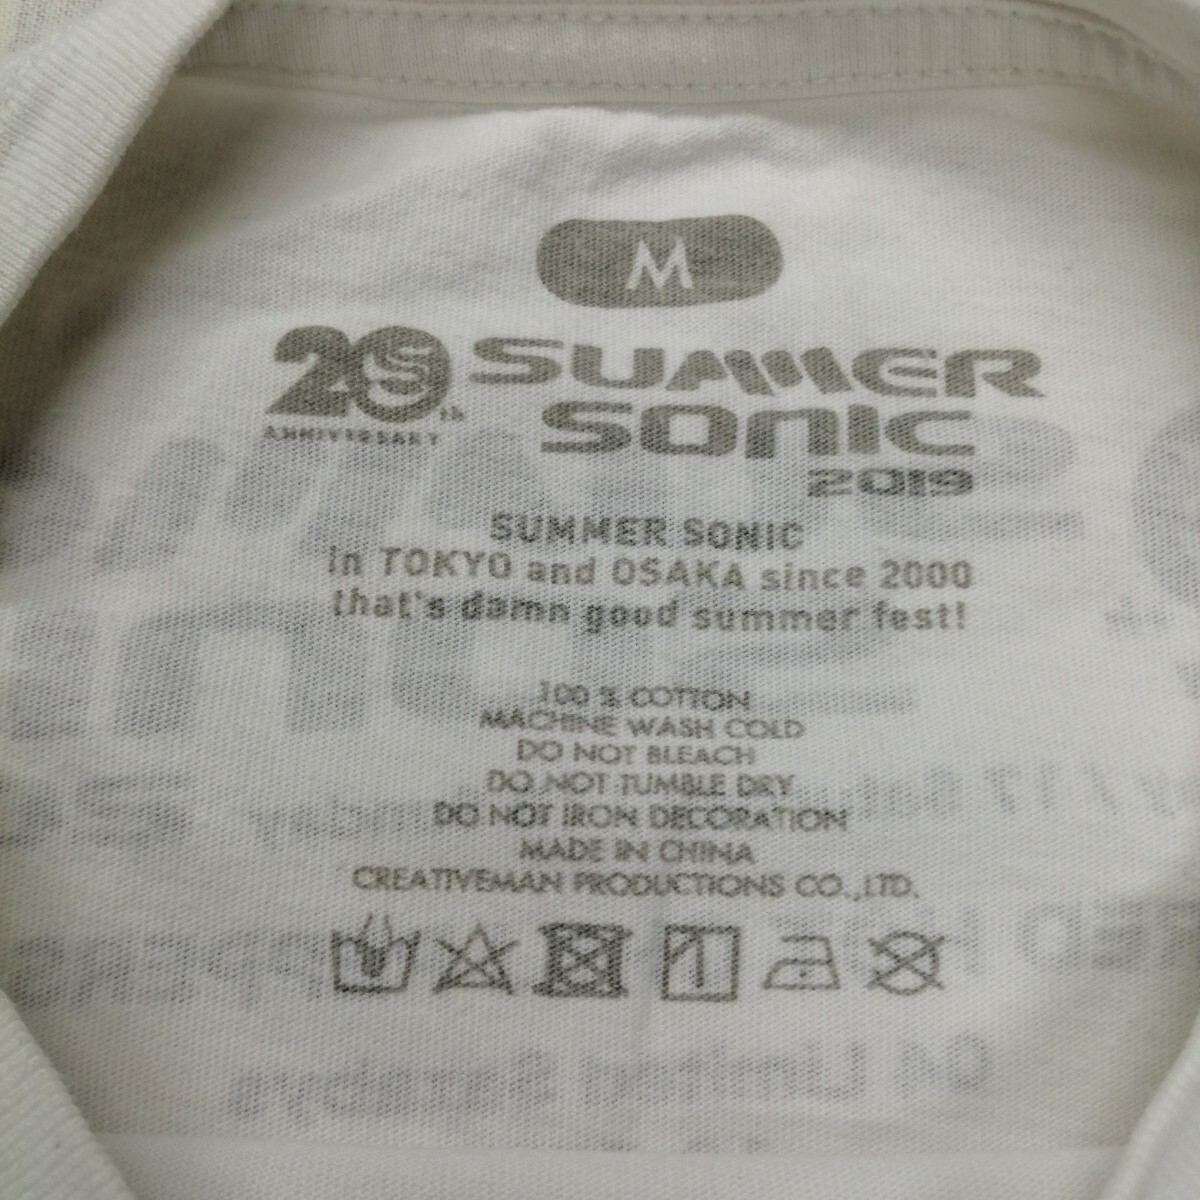 M
20th SUMMER
ANNIVERSARY SONIC
2019
SUMMER SONIC
in TOKYO and OSAKA since 2000
that's damn good summer fest!
100 % COTTON
MACHINE WASH COLD
DO NOT BLEACH
DO NOT TUMBLE DRY
DO NOT IRON DECORATION
MADE IN CHINA
CREATIVEMAN PRODUCTIONS CO.,LTD.